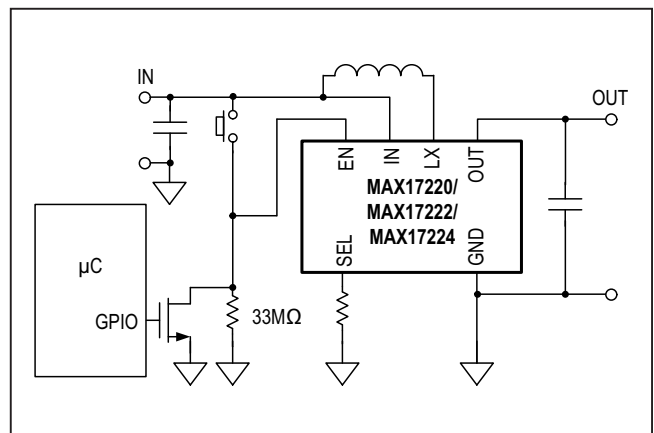 IN
OUT
EN
IN
LX
OUT
MAX17220/
MAX17222/
MAX17224
SEL
GND
µC
GPIO
33MΩ